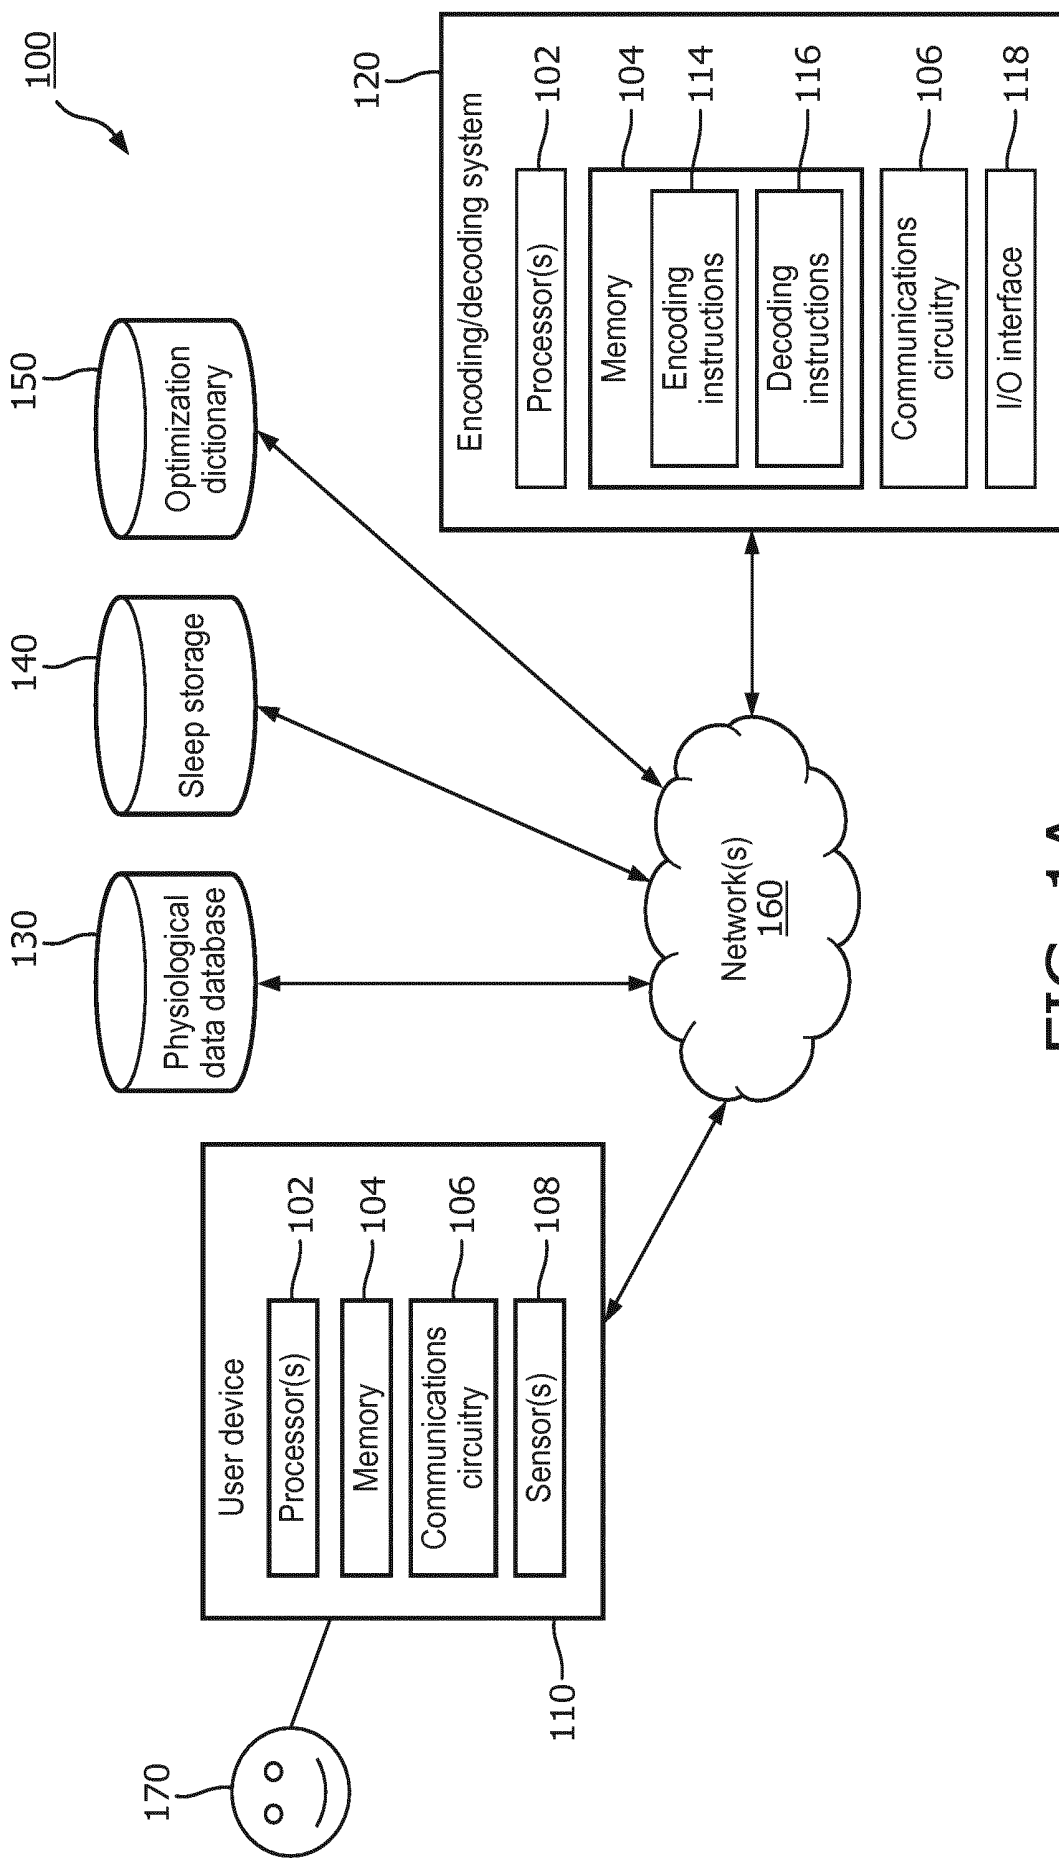 100
170
110
User device
Processor(s)
102
Memory
104
Communications
circuitry
106
Sensor(s)
108
130
Physiological
data database
140
Sleep storage
150
Optimization
dictionary
Network(s)
160
120
Encoding/decoding system
Processor(s)
102
Memory
104
Encoding
instructions
114
Decoding
instructions
116
Communications
circuitry
106
I/O interface
118